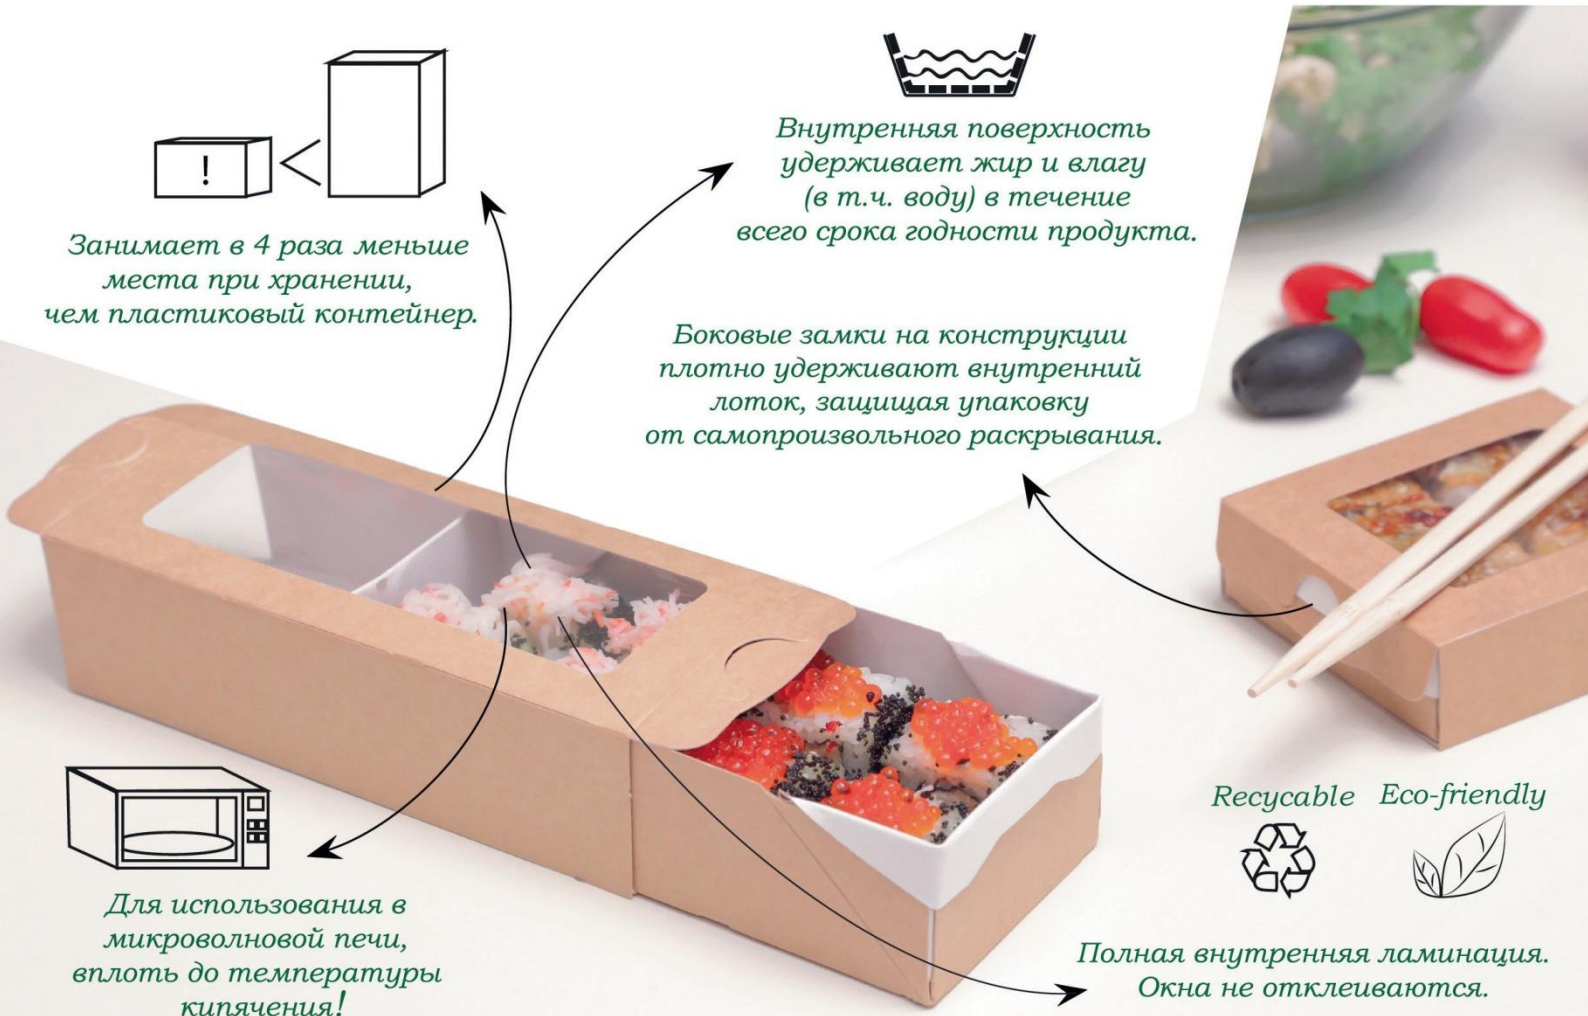 Занимает в 4 раза меньше
места при хранении,
чем пластиковый контейнер.
!
Внутренняя поверхность
удерживает жир и влагу
(в т.ч. воду) в течение
всего срока годности продукта.
Боковые замки на конструкции
плотно удерживают внутренний
лоток, защищая упаковку
от самопроизвольного раскрывания.
Для использования в
микроволновой печи,
вплоть до температуры
кипячения!
Recycable
Eco-friendly
Полная внутренняя ламинация.
Окна не отклеиваются.